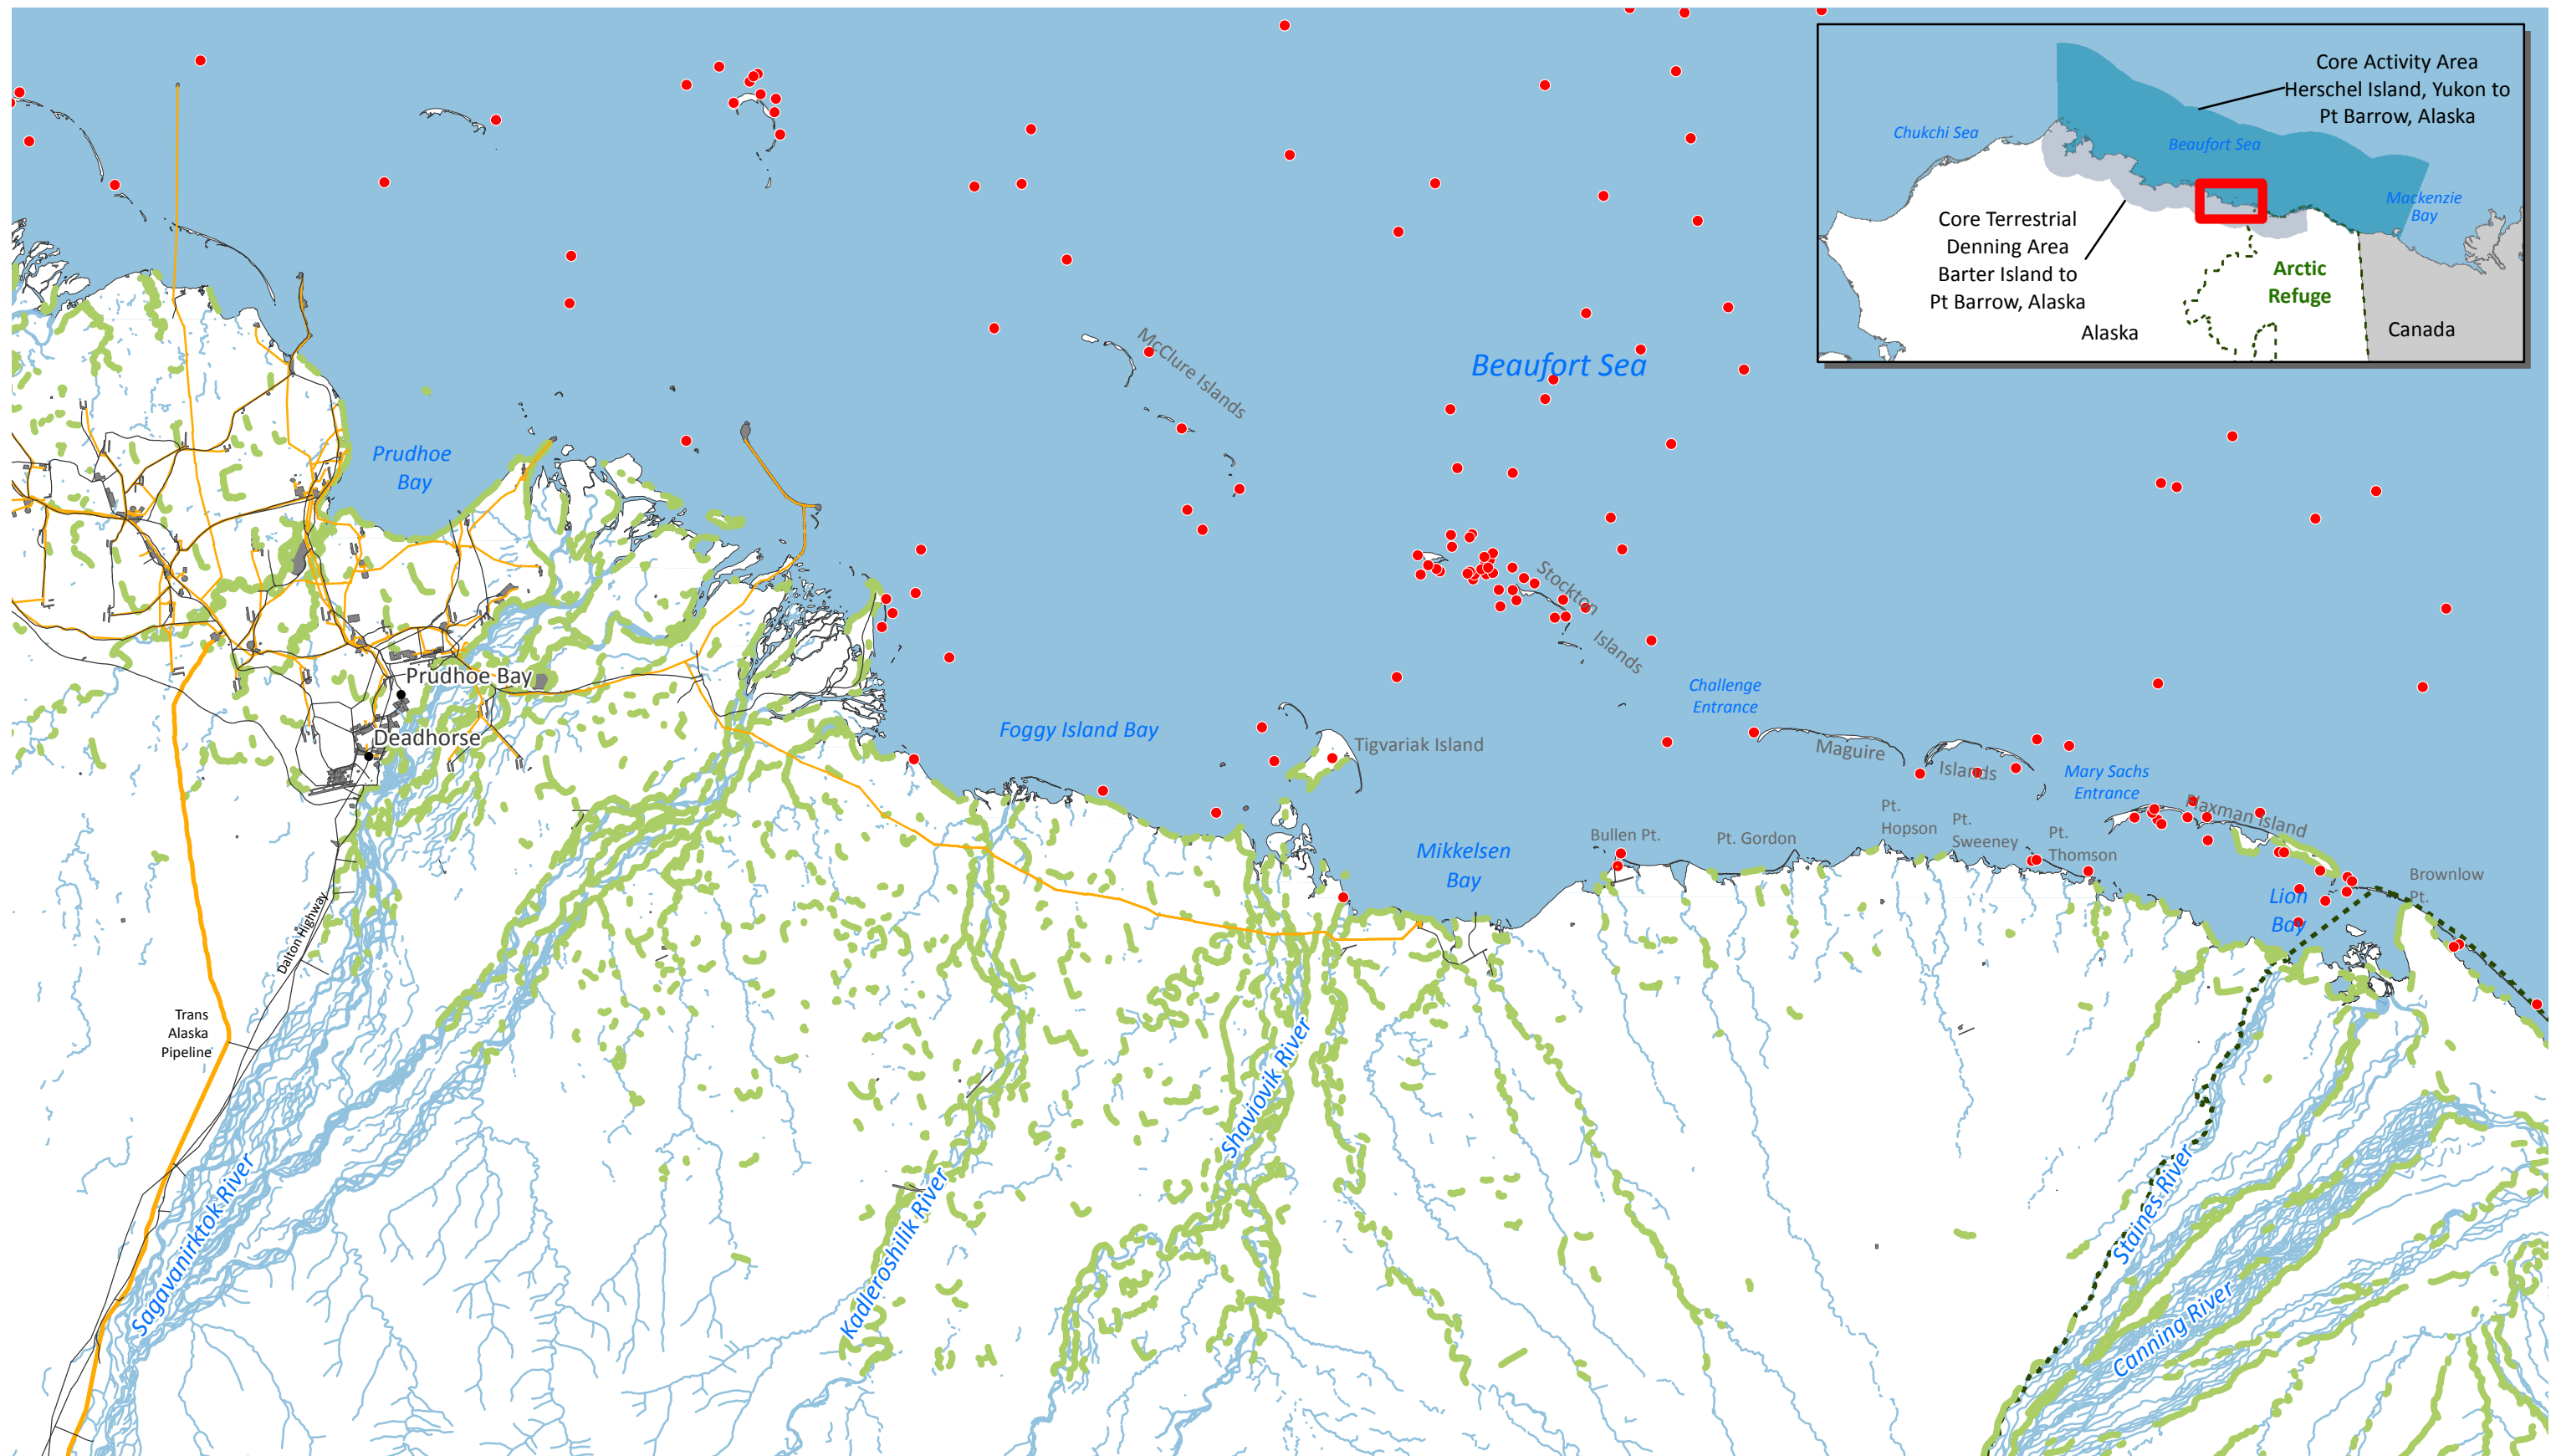 Core Activity Area
Herschel Island, Yukon to
Pt Barrow, Alaska
Chukchi Sea
Beaufort Sea
Mackenzie
Bay
Core Terrestrial
Denning Area
Barter Island to
Pt Barrow, Alaska
Arctic
Refuge
Alaska
Canada
McClure Islands
Beaufort Sea
Prudhoe
Bay
Stockton
Islands
Prudhoe Bay
Deadhorse
Foggy Island Bay
Tigvariak Island
Challenge
Entrance
Maguire
Islands
Mary Sachs
Entrance
Flaxman Island
Bullen Pt.
Pt. Gordon
Pt.
Hopson
Pt.
Sweeney
Pt.
Thomson
Mikkelsen
Bay
Brownlow
Pt.
Lion
Bay
Dalton Highway
Trans
Alaska
Pipeline
Sagavanirktok River
Kadleroshilik River
Shaviovik River
Staines River
Canning River